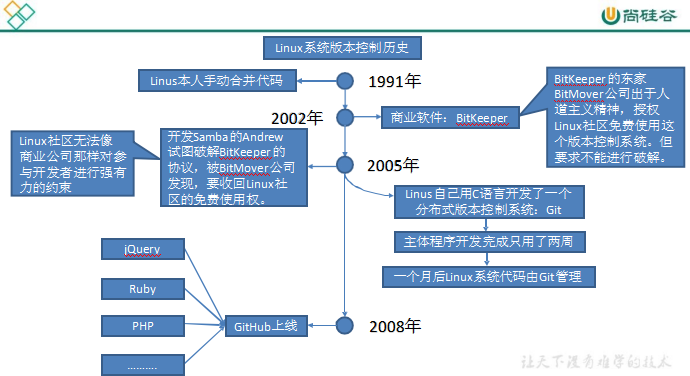 尚硅谷
Linux系统版本控制历史
Linus本人手动合并代码
1991年
2002年
商业软件：BitKeeper
BitKeeper的东家
BitMover公司出于人
道主义精神，授权
Linux社区免费使用这
个版本控制系统。但
要求不能进行破解。
Linux社区无法像
商业公司那样对参
与开发者进行强有
力的约束
开发Samba的Andrew
试图破解BitKeeper的
协议，被BitMover公司
发现，要收回Linux社
区的免费使用权。
2005年
Linus自己用C语言开发了一个
分布式版本控制系统：Git
主体程序开发完成只用了两周
一个月后Linux系统代码由Git管理
jQuery
Ruby
PHP
……….
GitHub上线
2008年
让天下没有难学的技术